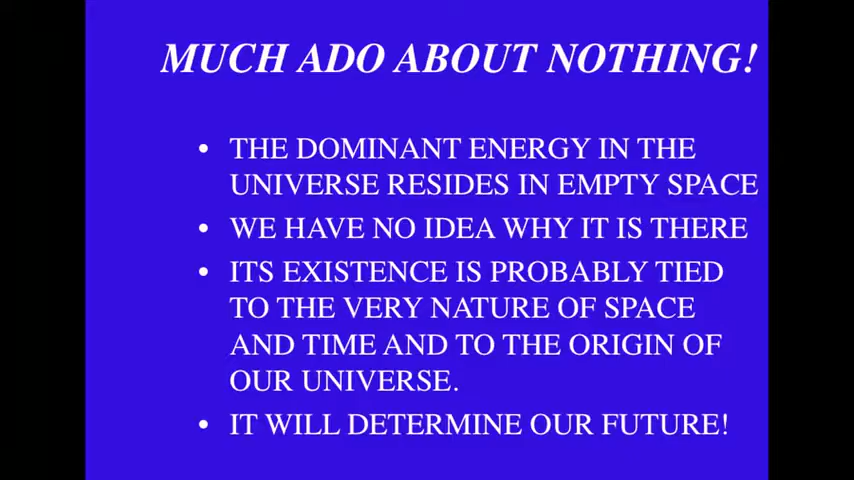 MUCH ADO ABOUT NOTHING!
• THE DOMINANT ENERGY IN THE
UNIVERSE RESIDES IN EMPTY SPACE
• WE HAVE NO IDEA WHY IT IS THERE
• ITS EXISTENCE IS PROBABLY TIED
TO THE VERY NATURE OF SPACE
AND TIME AND TO THE ORIGIN OF
OUR UNIVERSE.
• IT WILL DETERMINE OUR FUTURE!